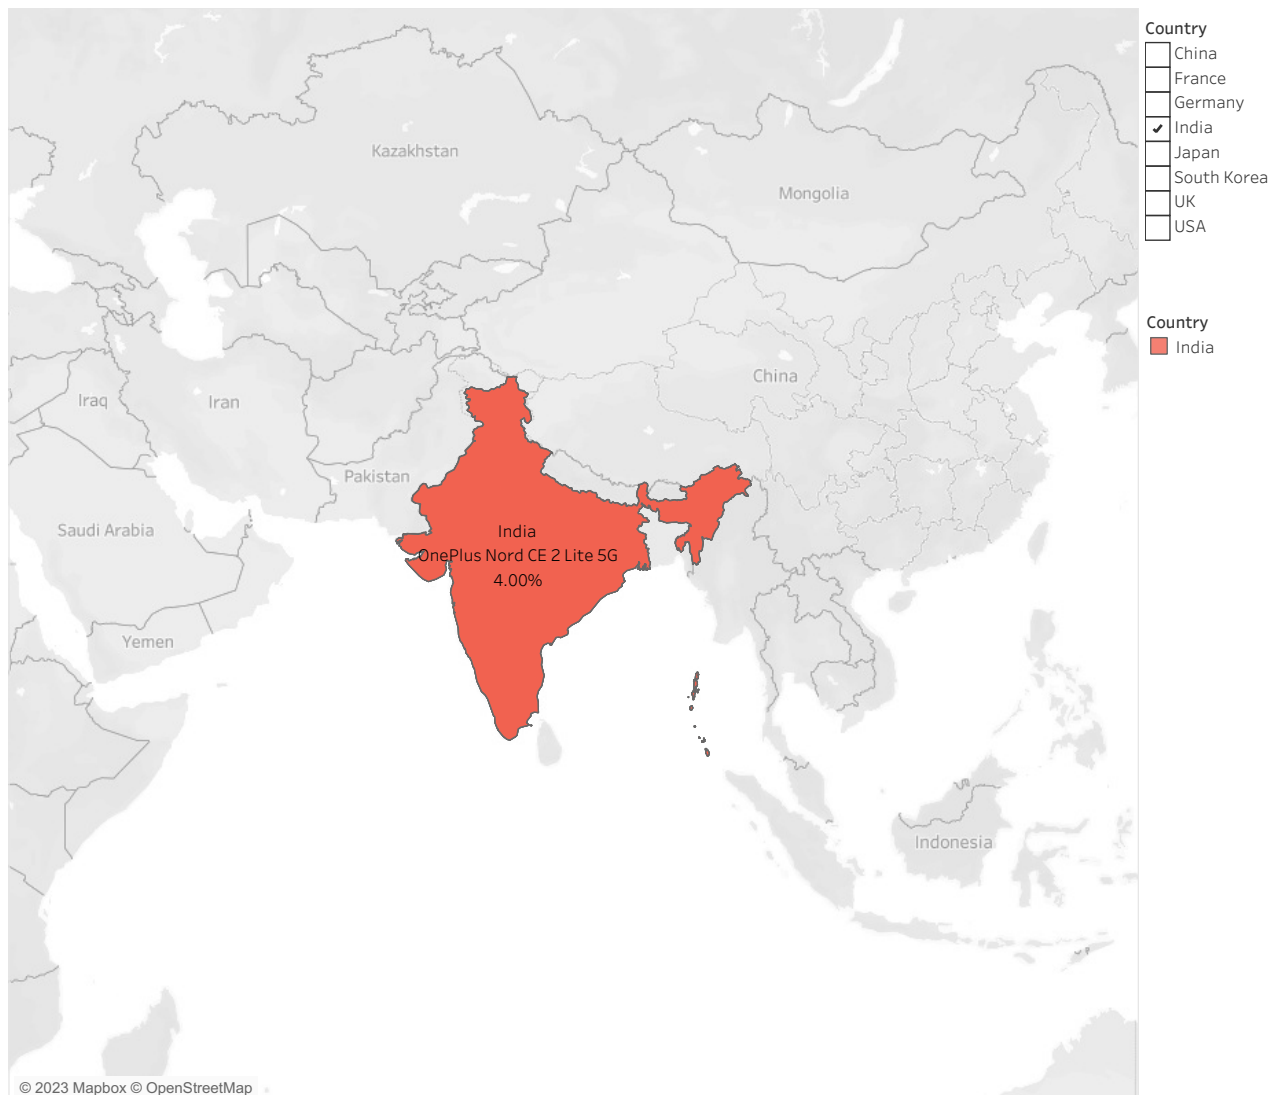 Country
China
France
Germany
India
Japan
South Korea
UK
USA
Country
India
Kazakhstan
Mongolia
China
Iraq
Iran
Pakistan
Saudi Arabia
India
OnePlus Nord CE 2 Lite 5G
4.00%
Yemen
Indonesia
© 2023 Mapbox © OpenStreetMap